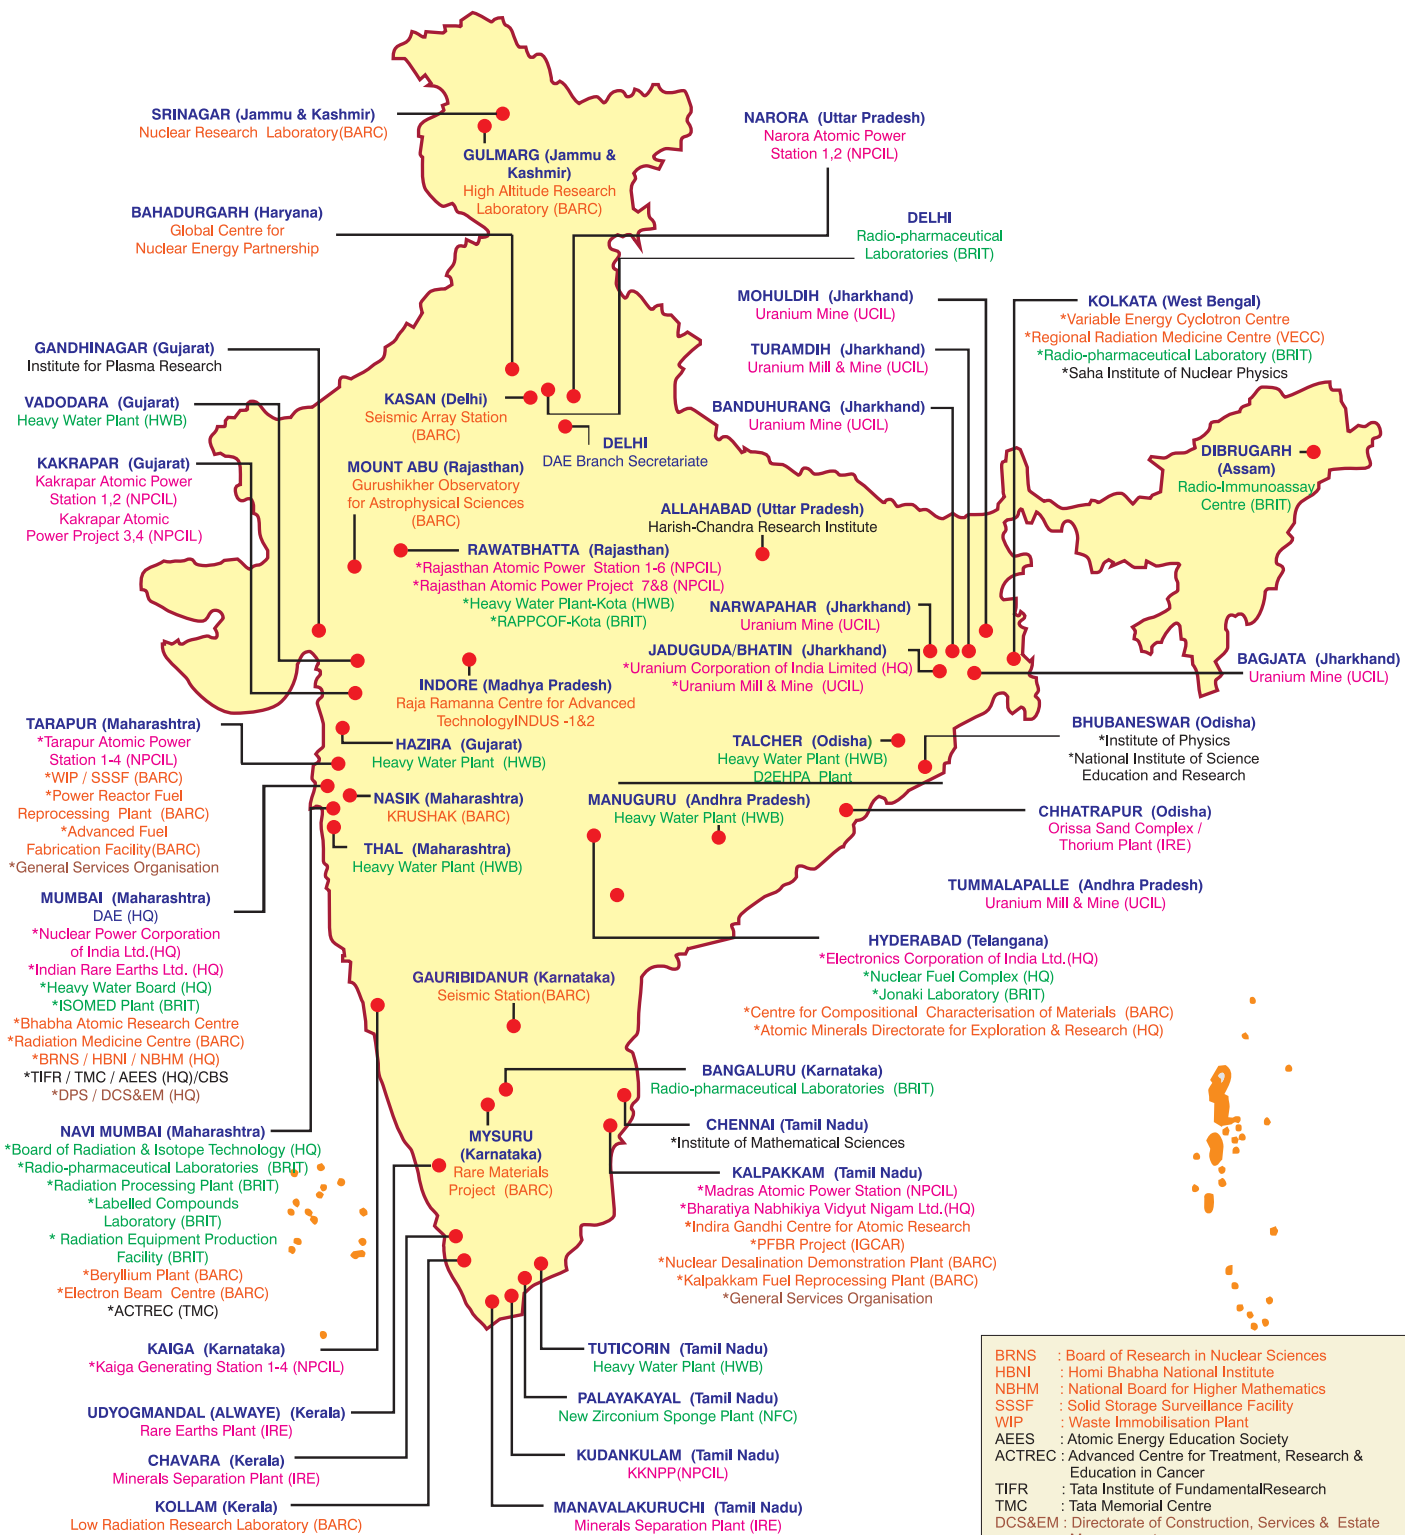 SRINAGAR (Jammu & Kashmir)
Nuclear Research Laboratory(BARC)
GULMARG (Jammu &
Kashmir)
High Altitude Research
Laboratory (BARC)
NARORA (Uttar Pradesh)
Narora Atomic Power
Station 1,2 (NPCIL)
BAHADURGARH (Haryana)
Global Centre for
Nuclear Energy Partnership
DELHI
Radio-pharmaceutical
Laboratories (BRIT)
MOHULDIH (Jharkhand)
Uranium Mine (UCIL)
KOLKATA (West Bengal)
*Variable Energy Cyclotron Centre
*Regional Radiation Medicine Centre (VECC)
*Radio-pharmaceutical Laboratory (BRIT)
*Saha Institute of Nuclear Physics
GANDHINAGAR (Gujarat)
Institute for Plasma Research
TURAMDIH (Jharkhand)
Uranium Mill & Mine (UCIL)
VADODARA (Gujarat)
Heavy Water Plant (HWB)
KASAN (Delhi)
Seismic Array Station
(BARC)
BANDUHURANG (Jharkhand)
Uranium Mine (UCIL)
DELHI
DAE Branch Secretariate
DIBRUGARH
(Assam)
Radio-Immunoassay
Centre (BRIT)
KAKRAPAR (Gujarat)
Kakrapar Atomic Power
Station 1,2 (NPCIL)
Kakrapar Atomic
Power Project 3,4 (NPCIL)
MOUNT ABU (Rajasthan)
Gurushikher Observatory
for Astrophysical Sciences
(BARC)
ALLAHABAD (Uttar Pradesh)
Harish-Chandra Research Institute
RAWATBHATTA (Rajasthan)
*Rajasthan Atomic Power Station 1-6 (NPCIL)
*Rajasthan Atomic Power Project 7&8 (NPCIL)
*Heavy Water Plant-Kota (HWB)
*RAPPCOF-Kota (BRIT)
NARWAPAHAR (Jharkhand)
Uranium Mine (UCIL)
JADUGUDA/BHATIN (Jharkhand)
*Uranium Corporation of India Limited (HQ)
*Uranium Mill & Mine (UCIL)
BAGJATA (Jharkhand)
Uranium Mine (UCIL)
INDORE (Madhya Pradesh)
Raja Ramanna Centre for Advanced
TechnologyINDUS -1&2
TARAPUR (Maharashtra)
*Tarapur Atomic Power
Station 1-4 (NPCIL)
*WIP / SSSF (BARC)
*Power Reactor Fuel
Reprocessing Plant (BARC)
*Advanced Fuel
Fabrication Facility(BARC)
*General Services Organisation
HAZIRA (Gujarat)
Heavy Water Plant (HWB)
TALCHER (Odisha)
Heavy Water Plant (HWB)
D2EHPA Plant
BHUBANESWAR (Odisha)
*Institute of Physics
*National Institute of Science
Education and Research
NASIK (Maharashtra)
KRUSHAK (BARC)
MANUGURU (Andhra Pradesh)
Heavy Water Plant (HWB)
CHHATRAPUR (Odisha)
Orissa Sand Complex /
Thorium Plant (IRE)
THAL (Maharashtra)
Heavy Water Plant (HWB)
TUMMALAPALLE (Andhra Pradesh)
Uranium Mill & Mine (UCIL)
MUMBAI (Maharashtra)
DAE (HQ)
*Nuclear Power Corporation
of India Ltd.(HQ)
*Indian Rare Earths Ltd. (HQ)
*Heavy Water Board (HQ)
*ISOMED Plant (BRIT)
*Bhabha Atomic Research Centre
*Radiation Medicine Centre (BARC)
*BRNS / HBNI / NBHM (HQ)
*TIFR / TMC / AEES (HQ)/CBS
*DPS / DCS&EM (HQ)
HYDERABAD (Telangana)
*Electronics Corporation of India Ltd.(HQ)
*Nuclear Fuel Complex (HQ)
*Jonaki Laboratory (BRIT)
*Centre for Compositional Characterisation of Materials (BARC)
*Atomic Minerals Directorate for Exploration & Research (HQ)
GAURIBIDANUR (Karnataka)
Seismic Station(BARC)
BANGALURU (Karnataka)
Radio-pharmaceutical Laboratories (BRIT)
CHENNAI (Tamil Nadu)
*Institute of Mathematical Sciences
NAVI MUMBAI (Maharashtra)
*Board of Radiation & Isotope Technology (HQ)
*Radio-pharmaceutical Laboratories (BRIT)
*Radiation Processing Plant (BRIT)
*Labelled Compounds
Laboratory (BRIT)
* Radiation Equipment Production
Facility (BRIT)
*Beryllium Plant (BARC)
*Electron Beam Centre (BARC)
*ACTREC (TMC)
MYSURU
(Karnataka)
Rare Materials
Project (BARC)
KALPAKKAM (Tamil Nadu)
*Madras Atomic Power Station (NPCIL)
*Bharatiya Nabhikiya Vidyut Nigam Ltd.(HQ)
*Indira Gandhi Centre for Atomic Research
*PFBR Project (IGCAR)
*Nuclear Desalination Demonstration Plant (BARC)
*Kalpakkam Fuel Reprocessing Plant (BARC)
*General Services Organisation
KAIGA (Karnataka)
*Kaiga Generating Station 1-4 (NPCIL)
TUTICORIN (Tamil Nadu)
Heavy Water Plant (HWB)
UDYOGMANDAL (ALWAYE) (Kerala)
Rare Earths Plant (IRE)
PALAYAKAYAL (Tamil Nadu)
New Zirconium Sponge Plant (NFC)
CHAVARA (Kerala)
Minerals Separation Plant (IRE)
KUDANKULAM (Tamil Nadu)
KKNPP(NPCIL)
KOLLAM (Kerala)
Low Radiation Research Laboratory (BARC)
MANAVALAKURUCHI (Tamil Nadu)
Minerals Separation Plant (IRE)
BRNS : Board of Research in Nuclear Sciences
HBNI : Homi Bhabha National Institute
NBHM : National Board for Higher Mathematics
SSSF : Solid Storage Surveillance Facility
WIP : Waste Immobilisation Plant
AEES : Atomic Energy Education Society
ACTREC : Advanced Centre for Treatment, Research &
Education in Cancer
TIFR : Tata Institute of FundamentalResearch
TMC : Tata Memorial Centre
DCS&EM : Directorate of Construction, Services & Estate